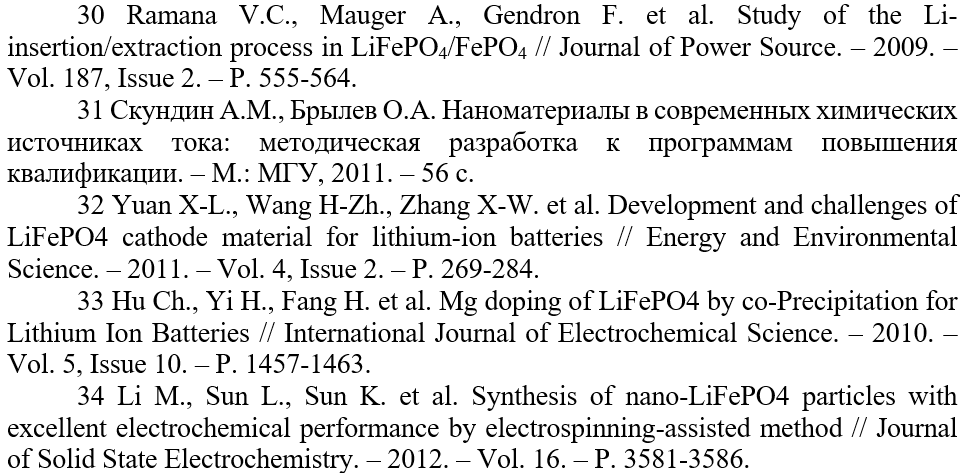 30 Ramana V.C., Mauger A., Gendron F. et al. Study of the Li-
insertion/extraction process in LiFePO₄/FePO₄ // Journal of Power Source. – 2009. –
Vol. 187, Issue 2. – P. 555-564.
31 Скундин А.М., Брылев О.А. Наноматериалы в современных химических
источниках тока: методическая разработка к программам повышения
квалификации. – М.: МГУ, 2011. – 56 с.
32 Yuan X-L., Wang H-Zh., Zhang X-W. et al. Development and challenges of
LiFePO4 cathode material for lithium-ion batteries // Energy and Environmental
Science. – 2011. – Vol. 4, Issue 2. – P. 269-284.
33 Hu Ch., Yi H., Fang H. et al. Mg doping of LiFePO4 by co-Precipitation for
Lithium Ion Batteries // International Journal of Electrochemical Science. – 2010. –
Vol. 5, Issue 10. – P. 1457-1463.
34 Li M., Sun L., Sun K. et al. Synthesis of nano-LiFePO4 particles with
excellent electrochemical performance by electrospinning-assisted method // Journal
of Solid State Electrochemistry. – 2012. – Vol. 16. – P. 3581-3586.